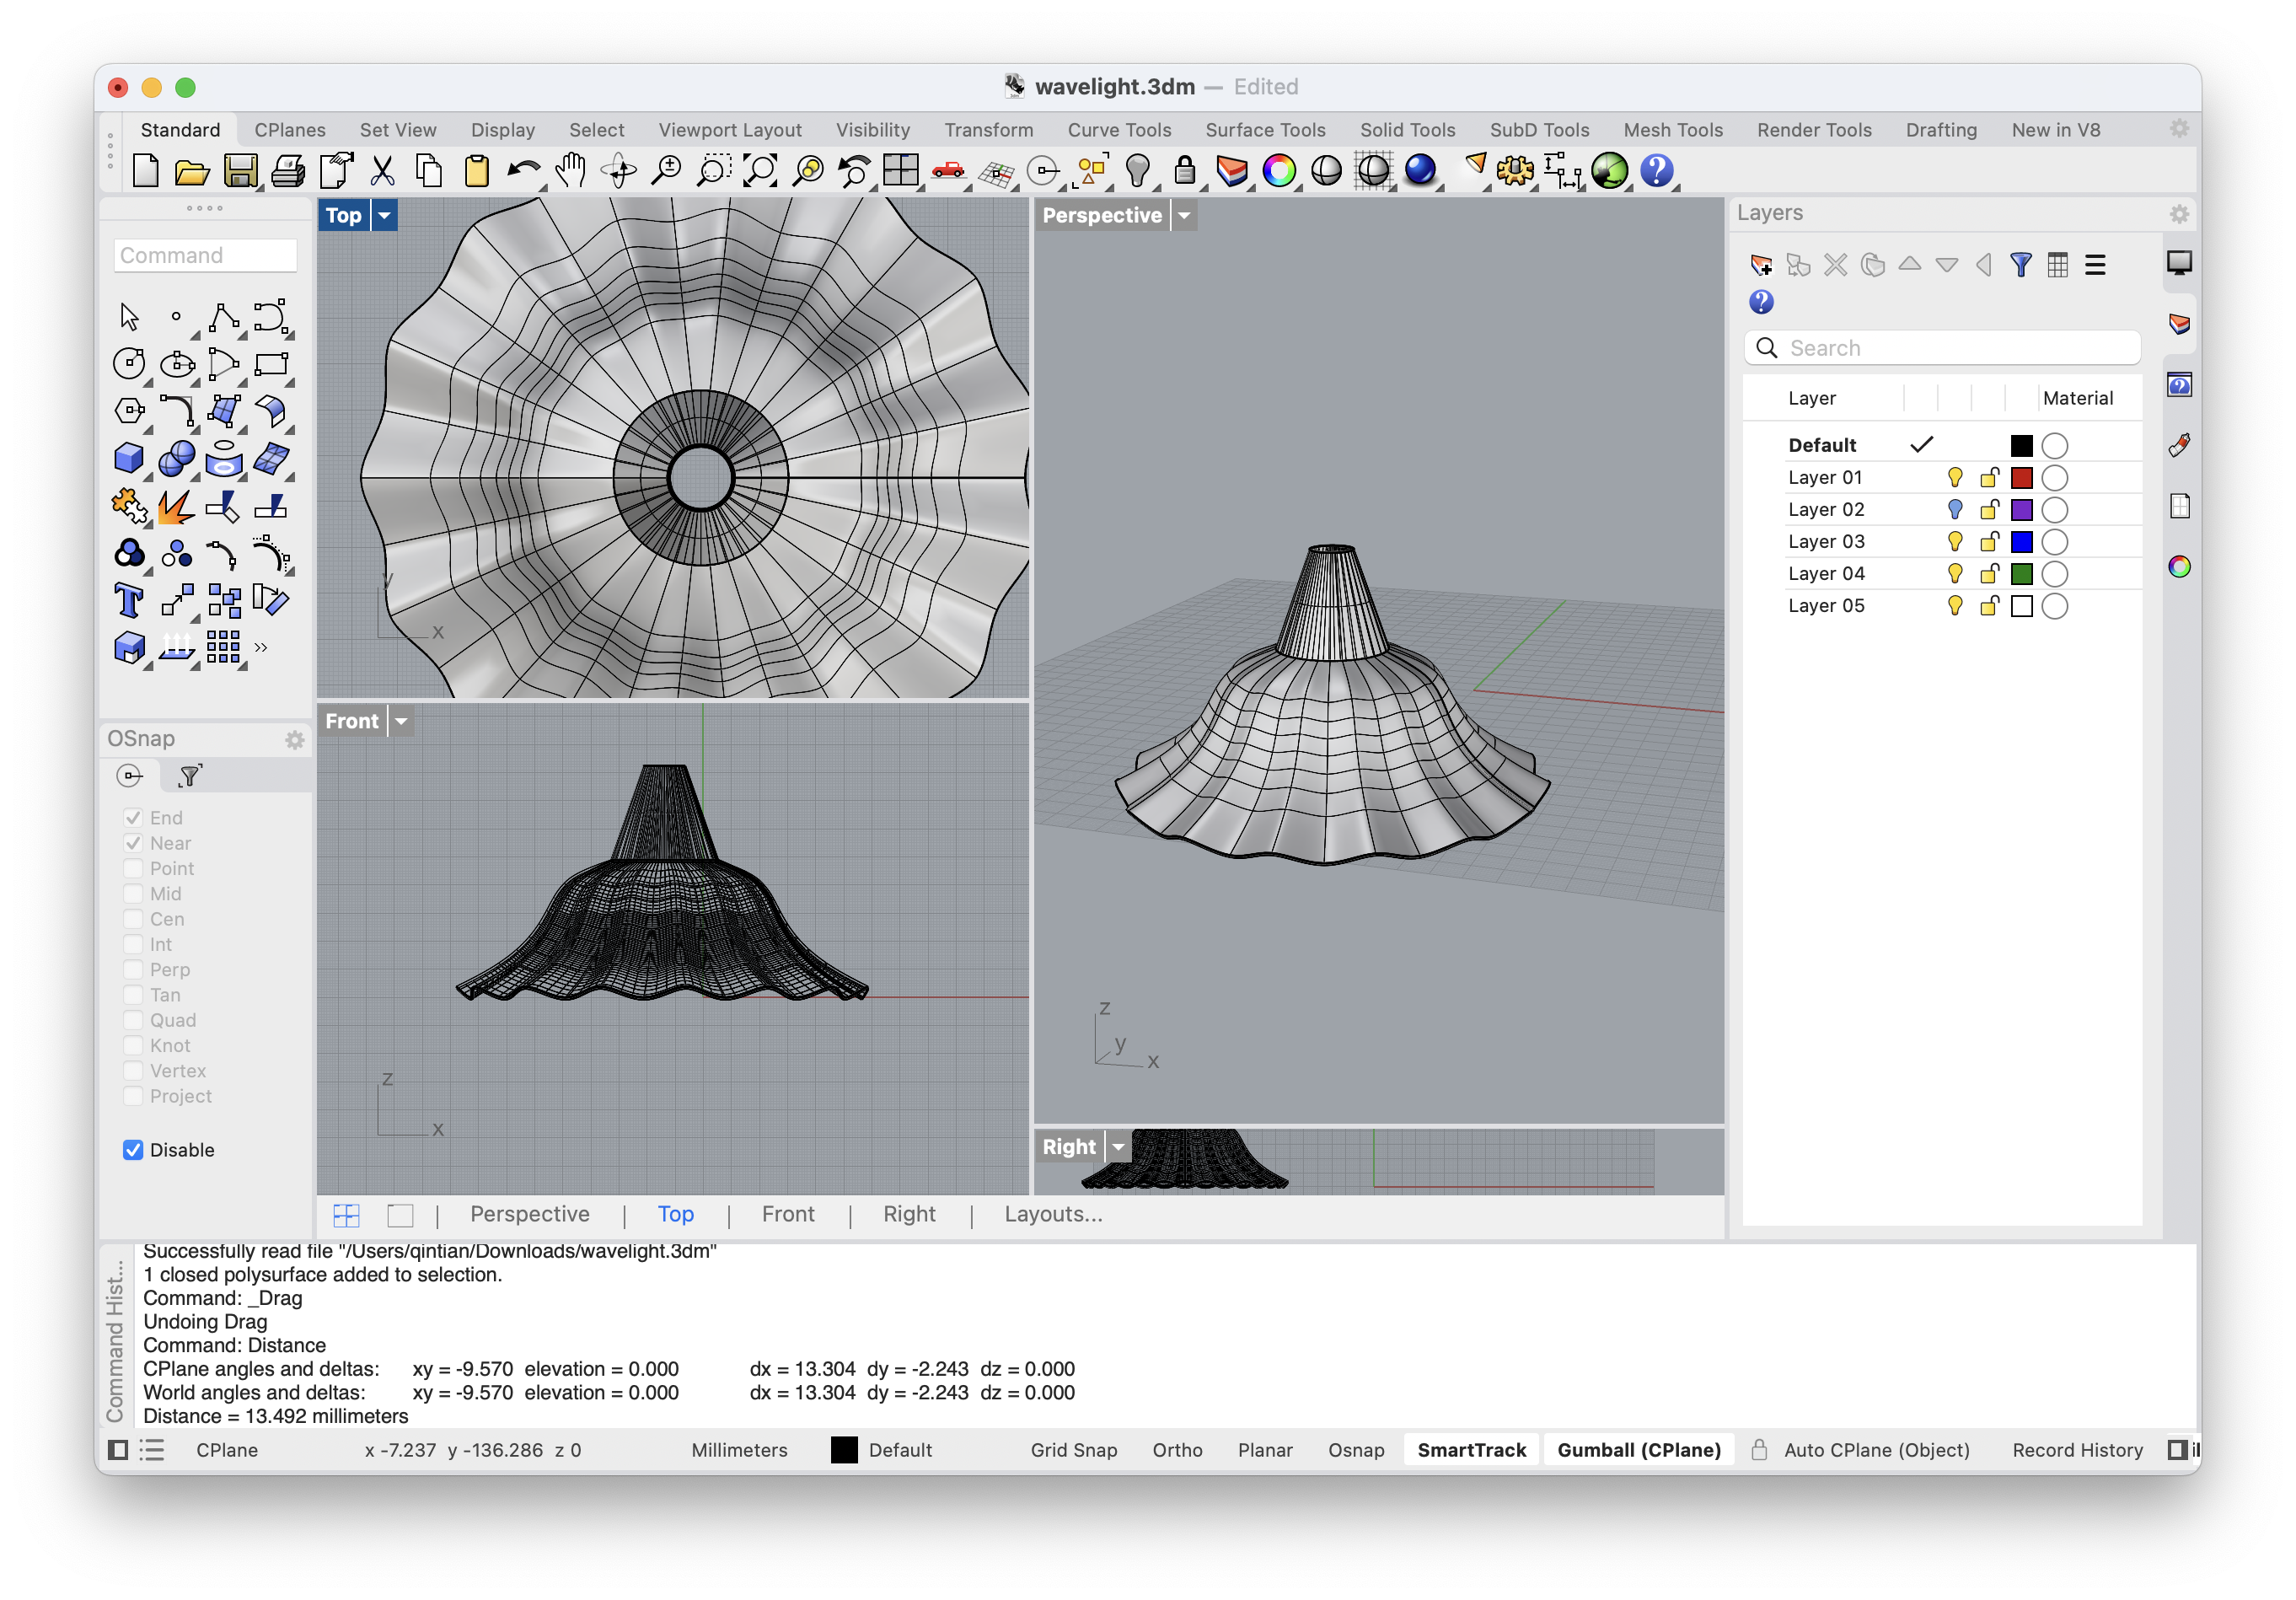 wavelight.3dm — Edited
Standard CPlanes Set View Display Select Viewport Layout Visibility Transform Curve Tools Surface Tools Solid Tools SubD Tools Mesh Tools Render Tools Drafting New in V8
Command
Top
y
x
Perspective
z
y
x
Front
z
x
Right
Layers
Search
Layer Material
Default
Layer 01
Layer 02
Layer 03
Layer 04
Layer 05
OSnap
End
Near
Point
Mid
Cen
Int
Perp
Tan
Quad
Knot
Vertex
Project
Disable
Perspective | Top | Front | Right | Layouts...
Command Hist...
Successfully read file "/Users/qintian/Downloads/wavelight.3dm"
1 closed polysurface added to selection.
Command: _Drag
Undoing Drag
Command: Distance
CPlane angles and deltas: xy = -9.570 elevation = 0.000 dx = 13.304 dy = -2.243 dz = 0.000
World angles and deltas: xy = -9.570 elevation = 0.000 dx = 13.304 dy = -2.243 dz = 0.000
Distance = 13.492 millimeters
CPlane x -7.237 y -136.286 z 0 Millimeters Default Grid Snap Ortho Planar Osnap SmartTrack Gumball (CPlane) Auto CPlane (Object) Record History